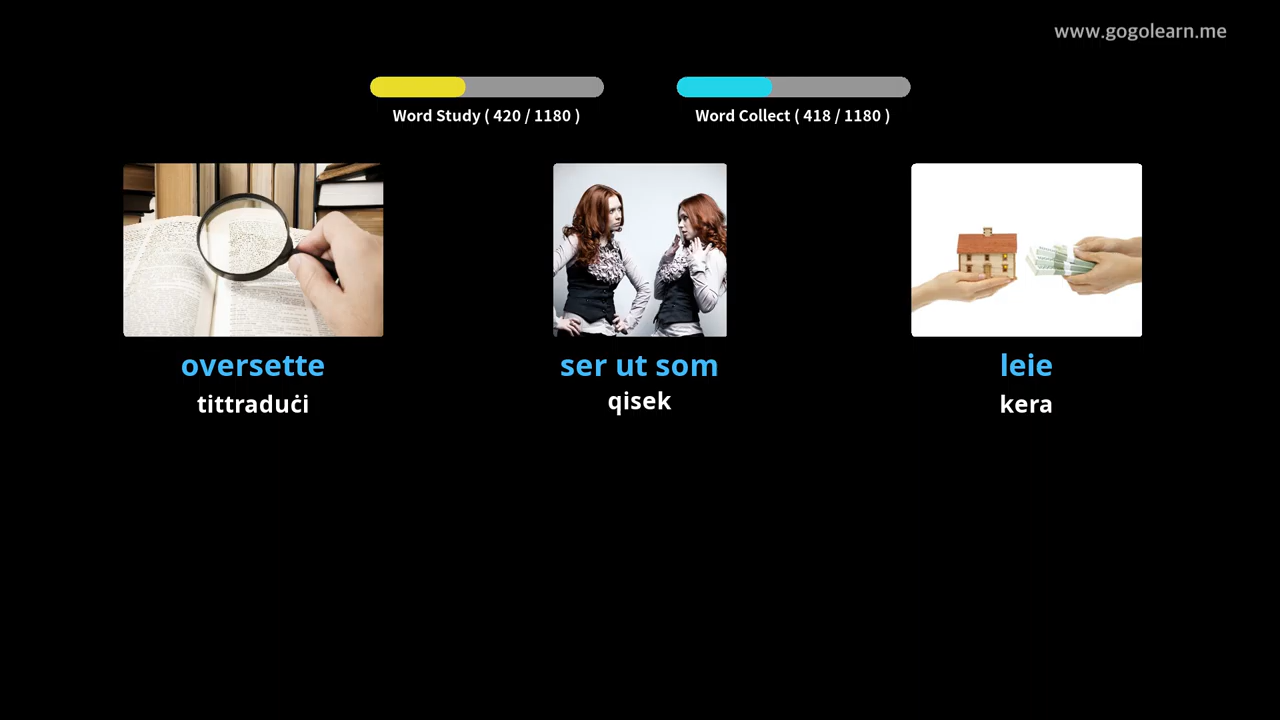 www.gogolearn.me
Word Study ( 420 / 1180 )
Word Collect ( 418 / 1180 )
oversette
tittraduċi
ser ut som
qisek
leie
kera